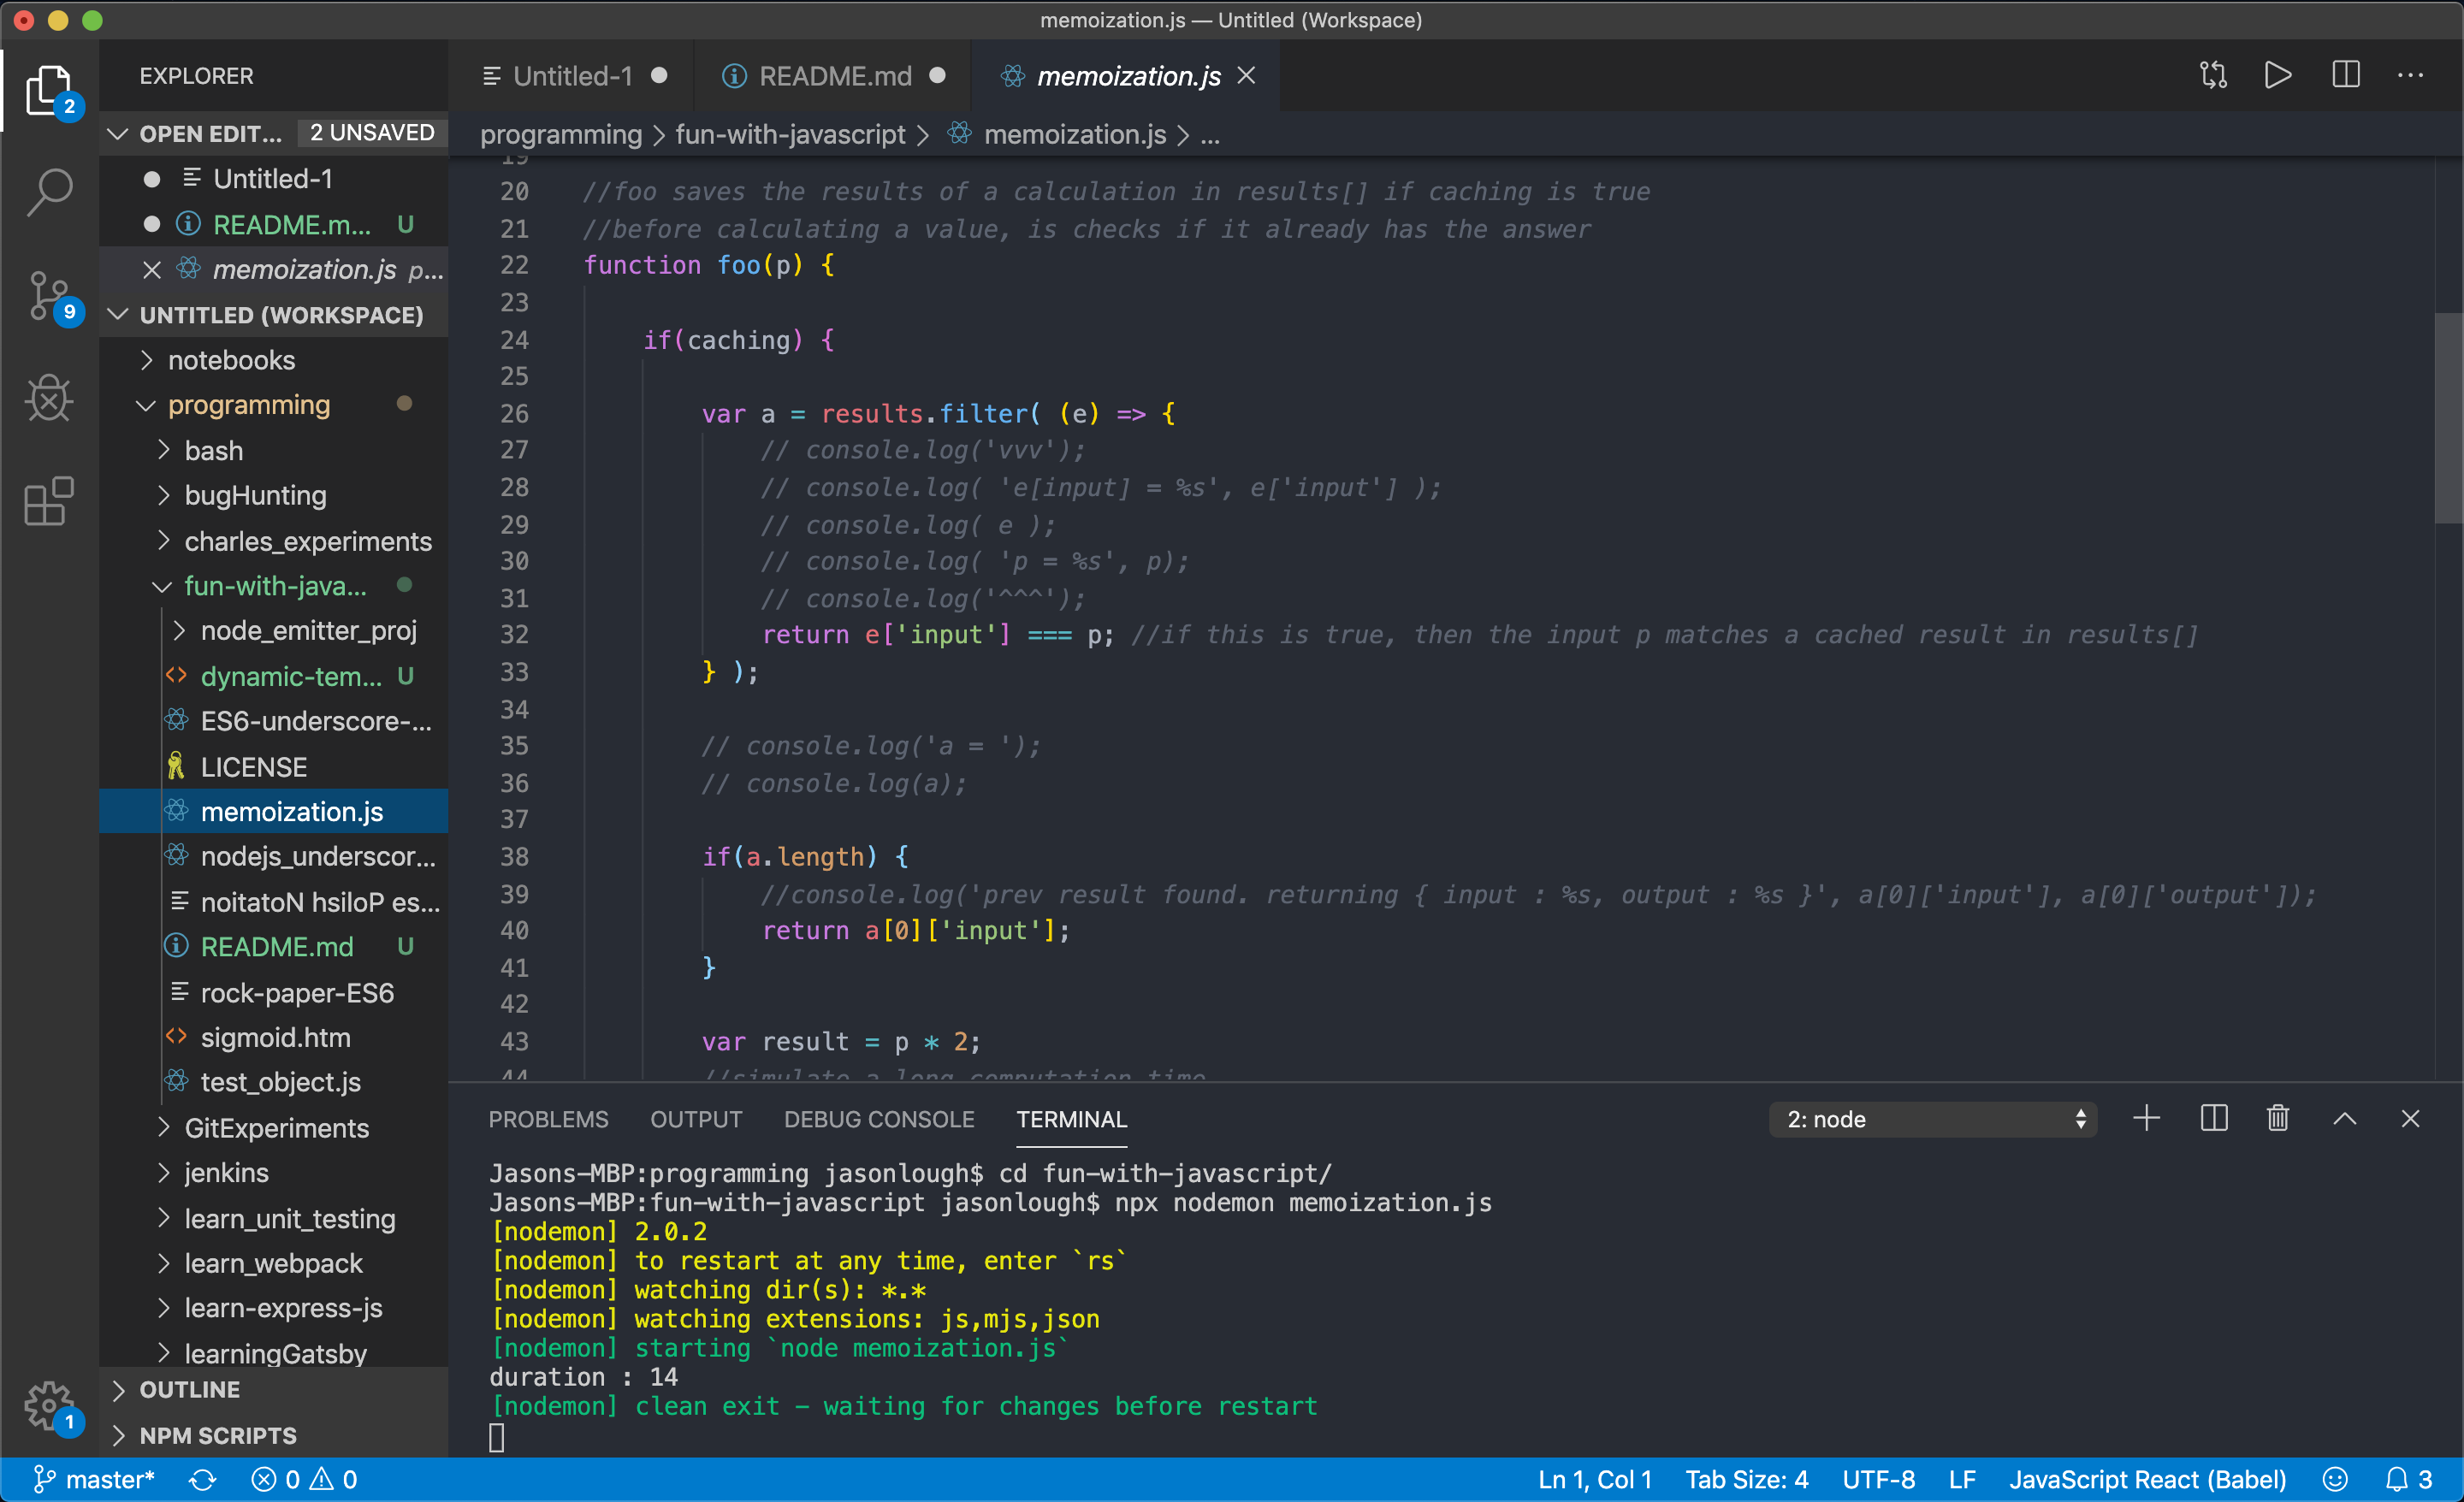 memoization.js — Untitled (Workspace)
EXPLORER
Untitled-1
README.md
memoization.js
2
OPEN EDIT... 2 UNSAVED
programming > fun-with-javascript > memoization.js > ...
Untitled-1
README.m... U
memoization.js p...
9
UNTITLED (WORKSPACE)
notebooks
programming
bash
bugHunting
charles_experiments
fun-with-java...
node_emitter_proj
dynamic-tem... U
ES6-underscore-...
LICENSE
memoization.js
nodejs_underscor...
noitatoN hsiloP es...
README.md U
rock-paper-ES6
sigmoid.htm
test_object.js
GitExperiments
jenkins
learn_unit_testing
learn_webpack
learn-express-js
learningGatsby
OUTLINE
NPM SCRIPTS
1
19
20 //foo saves the results of a calculation in results[] if caching is true
21 //before calculating a value, is checks if it already has the answer
22 function foo(p) {
23
24 if(caching) {
25
26 var a = results.filter( (e) => {
27 // console.log('vvv');
28 // console.log( 'e[input] = %s', e['input'] );
29 // console.log( e );
30 // console.log( 'p = %s', p);
31 // console.log('^^^');
32 return e['input'] === p; //if this is true, then the input p matches a cached result in results[]
33 } );
34
35 // console.log('a = ');
36 // console.log(a);
37
38 if(a.length) {
39 //console.log('prev result found. returning { input : %s, output : %s }', a[0]['input'], a[0]['output']);
40 return a[0]['input'];
41 }
42
43 var result = p * 2;
44 //simulate a long computation time
PROBLEMS OUTPUT DEBUG CONSOLE TERMINAL 2: node
Jasons-MBP:programming jasonlough$ cd fun-with-javascript/
Jasons-MBP:fun-with-javascript jasonlough$ npx nodemon memoization.js
[nodemon] 2.0.2
[nodemon] to restart at any time, enter `rs`
[nodemon] watching dir(s): *.*
[nodemon] watching extensions: js,mjs,json
[nodemon] starting `node memoization.js`
duration : 14
[nodemon] clean exit - waiting for changes before restart
master* 0 0 Ln 1, Col 1 Tab Size: 4 UTF-8 LF JavaScript React (Babel) 3